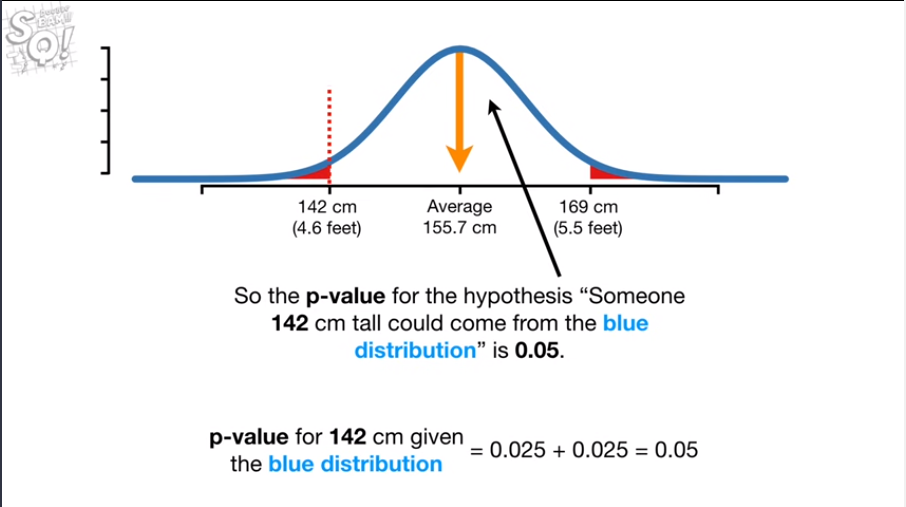 SQ!
142 cm
(4.6 feet)
Average
155.7 cm
169 cm
(5.5 feet)
So the p-value for the hypothesis “Someone
142 cm tall could come from the blue
distribution” is 0.05.
p-value for 142 cm given
the blue distribution
= 0.025 + 0.025 = 0.05